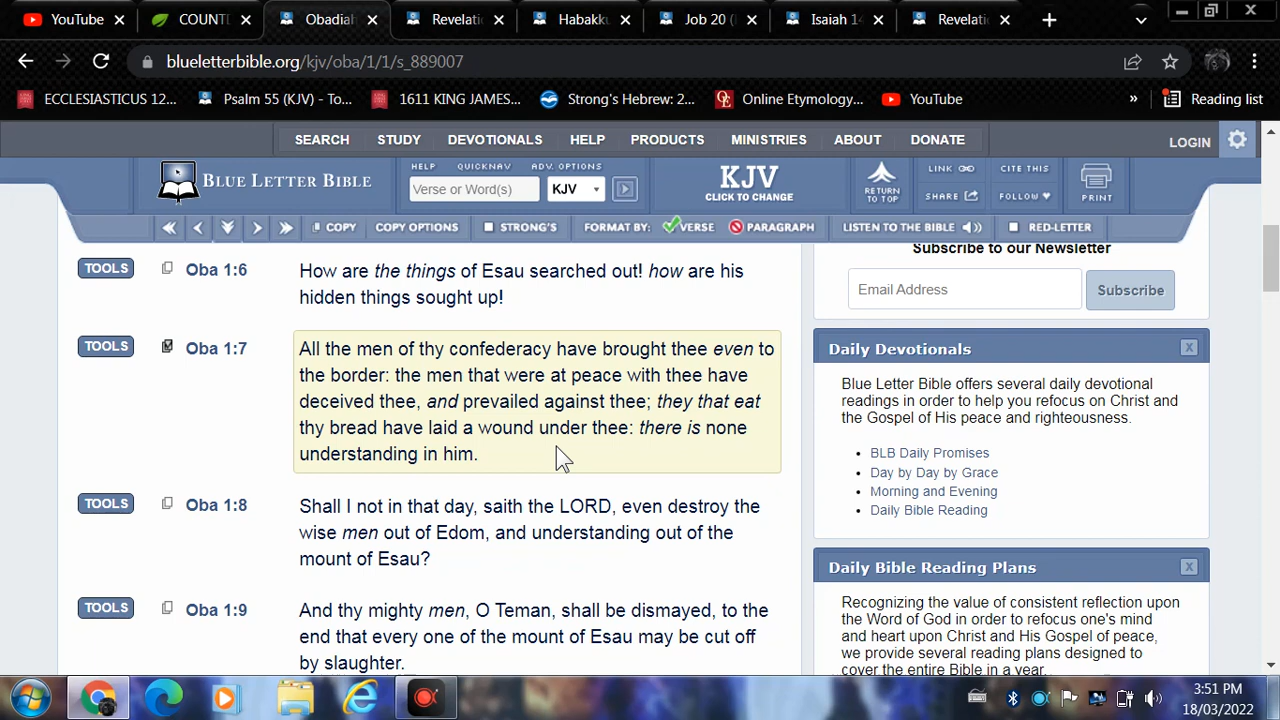 YouTube
COUNTD
Obadiah
Revelati
Habakku
Job 20 (
Isaiah 14
Revelati
blueletterbible.org/kjv/oba/1/1/s_889007
ECCLESIASTICUS 12...
Psalm 55 (KJV) - To...
1611 KING JAMES...
Strong's Hebrew: 2...
Online Etymology...
YouTube
»
Reading list
SEARCH
STUDY
DEVOTIONALS
HELP
PRODUCTS
MINISTRIES
ABOUT
DONATE
LOGIN
BLUE LETTER BIBLE
HELP QUICKNAV ADV. OPTIONS
Verse or Word(s)
KJV
KJV
CLICK TO CHANGE
RETURN
TO TOP
LINK
SHARE
CITE THIS
FOLLOW
PRINT
COPY
COPY OPTIONS
STRONG'S
FORMAT BY:
VERSE
PARAGRAPH
LISTEN TO THE BIBLE
RED-LETTER
TOOLS
Oba 1:6
How are the things of Esau searched out! how are his
hidden things sought up!
TOOLS
Oba 1:7
All the men of thy confederacy have brought thee even to
the border: the men that were at peace with thee have
deceived thee, and prevailed against thee; they that eat
thy bread have laid a wound under thee: there is none
understanding in him.
TOOLS
Oba 1:8
Shall I not in that day, saith the LORD, even destroy the
wise men out of Edom, and understanding out of the
mount of Esau?
TOOLS
Oba 1:9
And thy mighty men, O Teman, shall be dismayed, to the
end that every one of the mount of Esau may be cut off
by slaughter.
Subscribe to our Newsletter
Email Address
Subscribe
Daily Devotionals
Blue Letter Bible offers several daily devotional
readings in order to help you refocus on Christ and
the Gospel of His peace and righteousness.
BLB Daily Promises
Day by Day by Grace
Morning and Evening
Daily Bible Reading
Daily Bible Reading Plans
Recognizing the value of consistent reflection upon
the Word of God in order to refocus one's mind
and heart upon Christ and His Gospel of peace,
we provide several reading plans designed to
cover the entire Bible in a year.
3:51 PM
18/03/2022